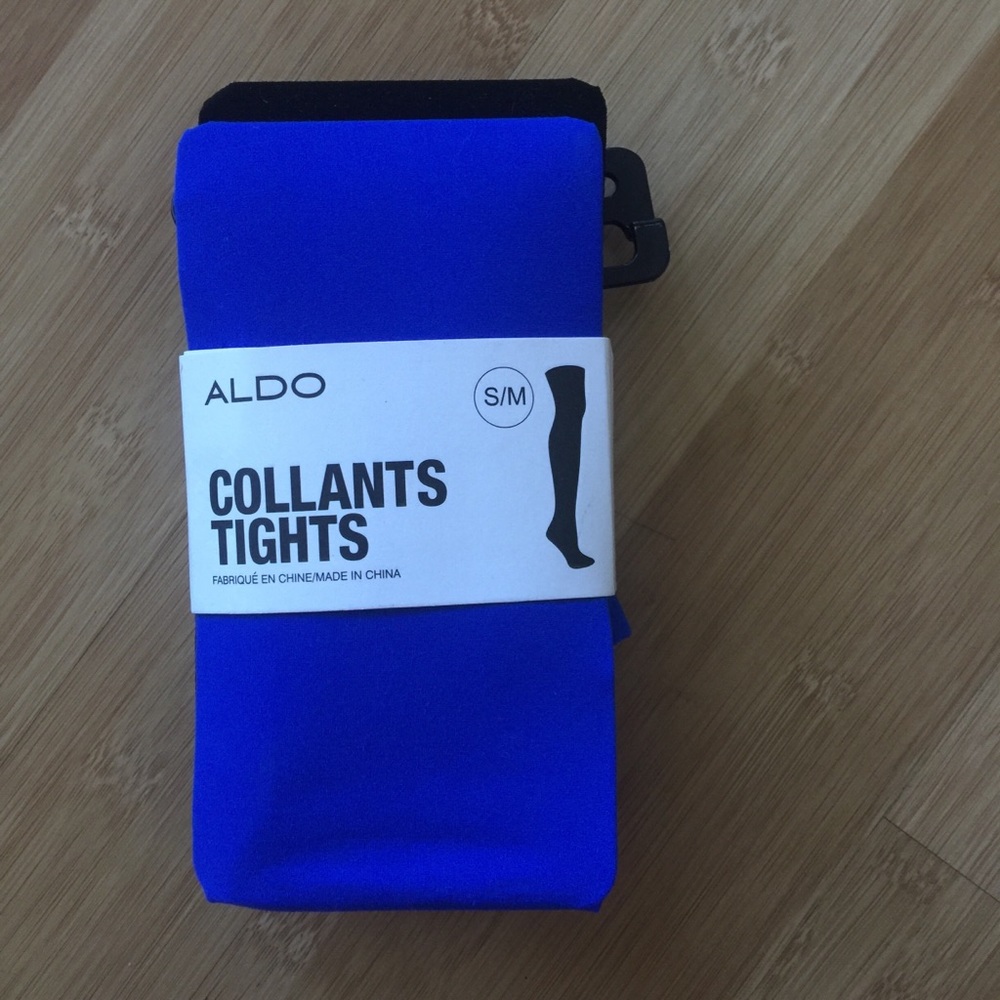 ALDO
S/M
COLLANTS
TIGHTS
FABRIQUÉ EN CHINE/MADE IN CHINA